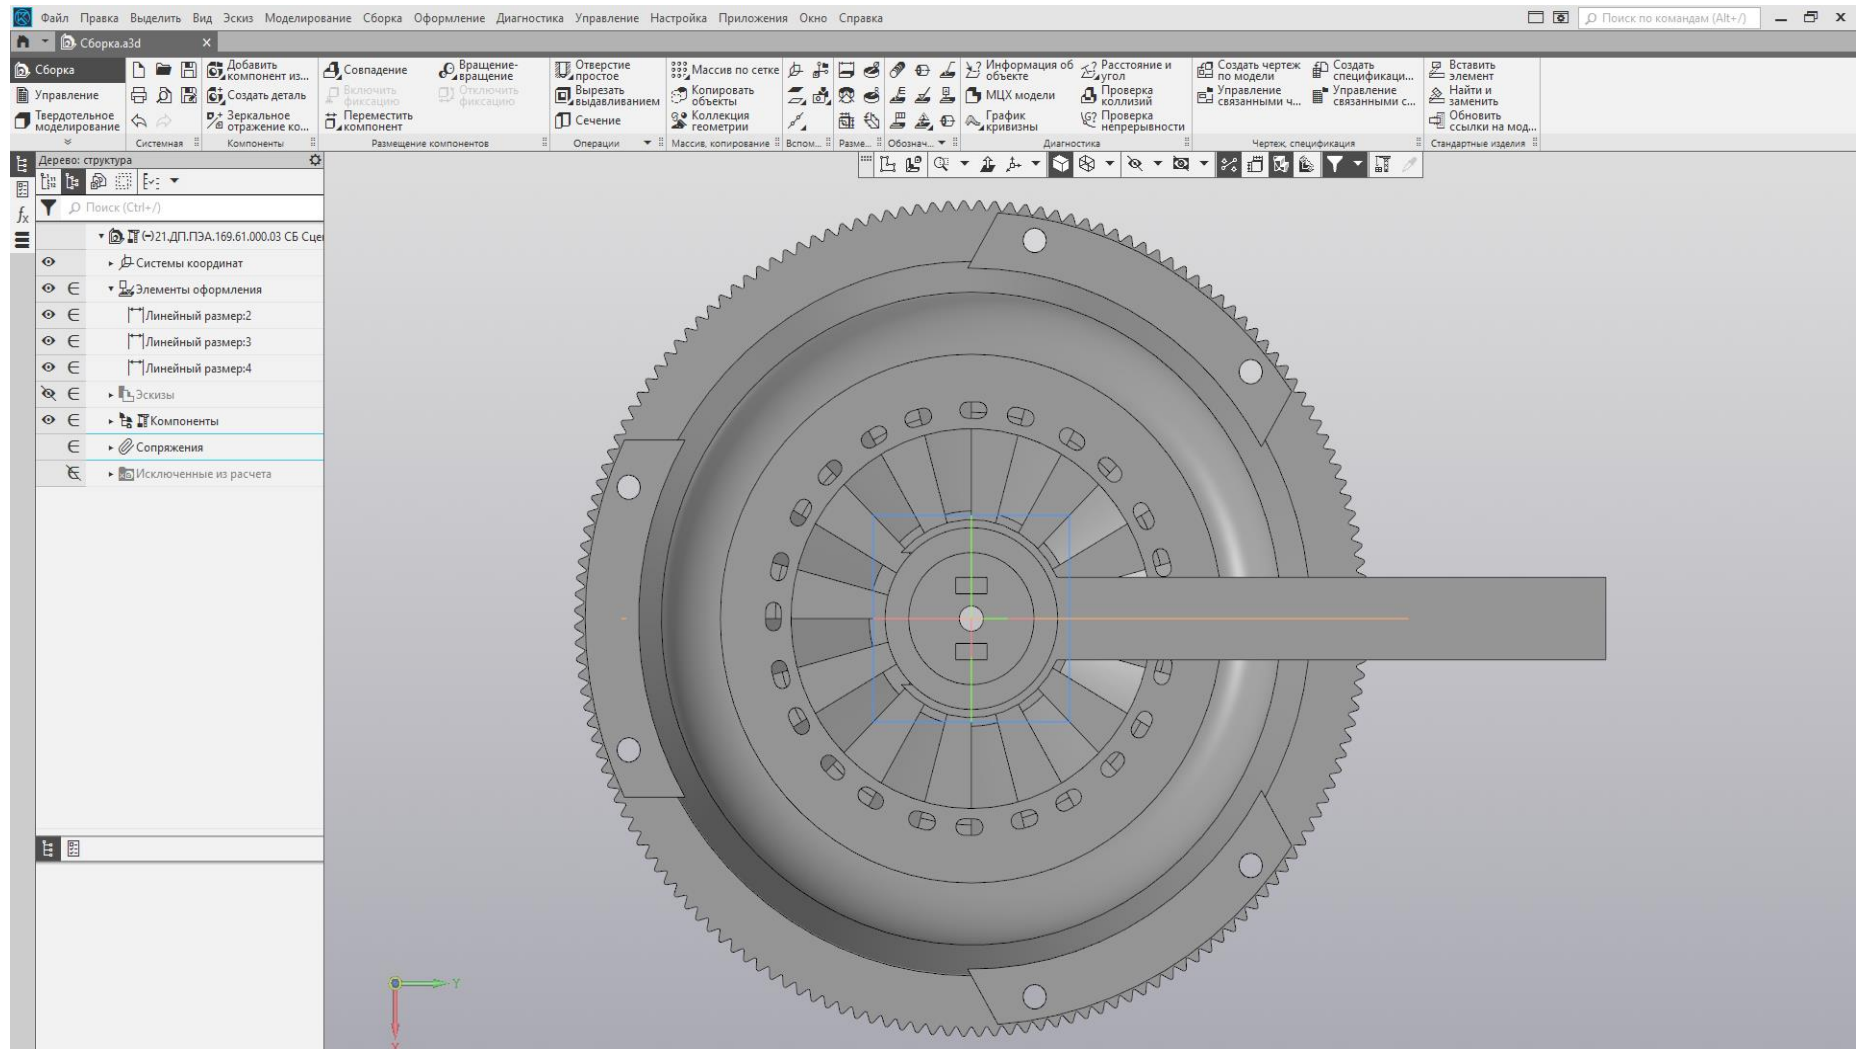 Файл Правка Выделить Вид Эскиз Моделирование Сборка Оформление Диагностика Управление Настройка Приложения Окно Справка
Поиск по командам (Alt+/)
Сборка.a3d
Сборка
Управление
Твердотельное моделирование
Системная
Добавить компонент из...
Создать деталь
Зеркальное отражение ко...
Компоненты
Совпадение
Включить фиксацию
Переместить компонент
Вращение-вращение
Отключить фиксацию
Размещение компонентов
Отверстие простое
Вырезать выдавливанием
Сечение
Операции
Массив по сетке
Копировать объекты
Коллекция геометрии
Массив, копирование
Вспом...
Разме...
Обознач...
Информация об объекте
МЦХ модели
График кривизны
Расстояние и угол
Проверка коллизий
Проверка непрерывности
Диагностика
Создать чертеж по модели
Управление связанными ч...
Создать спецификаци...
Управление связанными с...
Чертеж, спецификация
Вставить элемент
Найти и заменить
Обновить ссылки на мод...
Стандартные изделия
Дерево: структура
Поиск (Ctrl+/)
(-)21.ДП.ПЭА.169.61.000.03 СБ Сце
Системы координат
Элементы оформления
Линейный размер:2
Линейный размер:3
Линейный размер:4
Эскизы
Компоненты
Сопряжения
Исключенные из расчета
Y
X